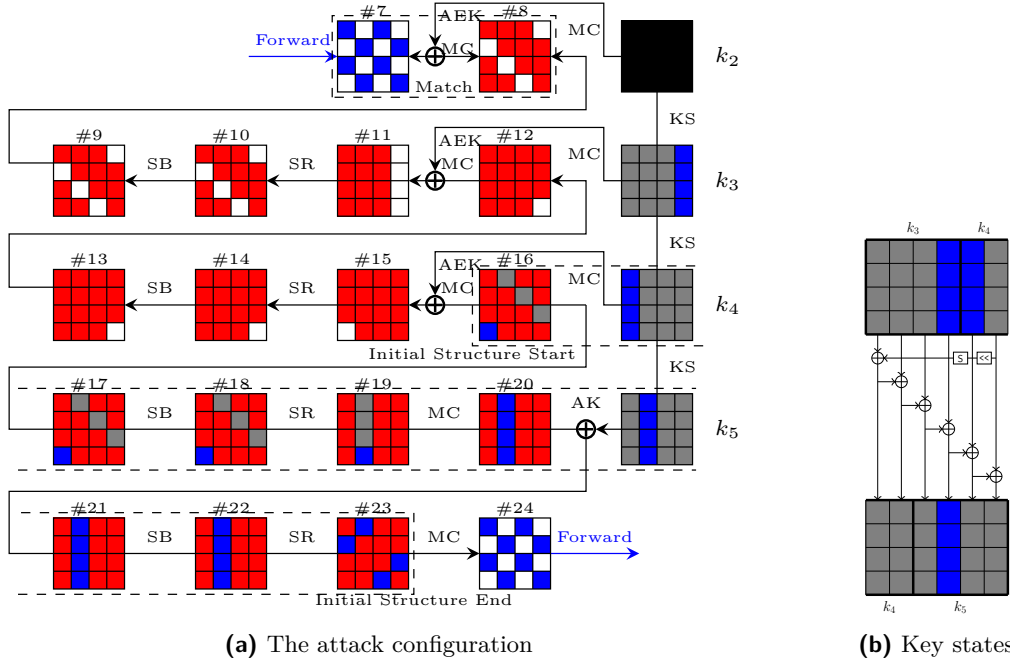 #7 AEK #8
Forward MC MC k2
Match
KS
#9 #10 #11 AEK #12
SB SR MC MC k3
KS
#13 #14 #15 AEK #16
SB SR MC MC k4
Initial Structure Start
KS
#17 #18 #19 #20
SB SR MC AK k5
#21 #22 #23 #24
SB SR MC Forward
Initial Structure End
(a) The attack configuration
k3 k4
S <<
k4 k5
(b) Key states